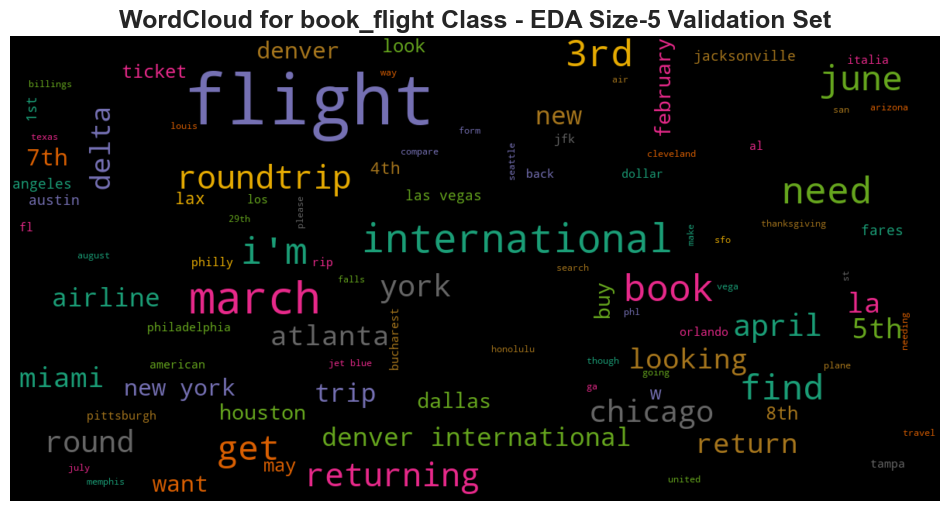 WordCloud for book_flight Class - EDA Size-5 Validation Set
denver
look
3rd
february
jacksonville
italia
ticket
way
air
june
billings
flight
1st
new
san
arizona
louis
form
jfk
texas
delta
7th
compare
seattle
cleveland
al
roundtrip
4th
back
dollar
need
angeles
austin
lax
los
las vegas
29th
please
fl
thanksgiving
fares
i'm
international
make
sfo
august
philly
rip
search
st
airline
march
falls
york
buy
book
vega
la
phl
philadelphia
atlanta
bucharest
orlando
april
5th
needing
honolulu
american
jet blue
though
looking
plane
miami
new york
trip
going
ga
w
find
dallas
pittsburgh
houston
chicago
8th
round
get
denver international
return
travel
july
may
tampa
memphis
want
returning
united